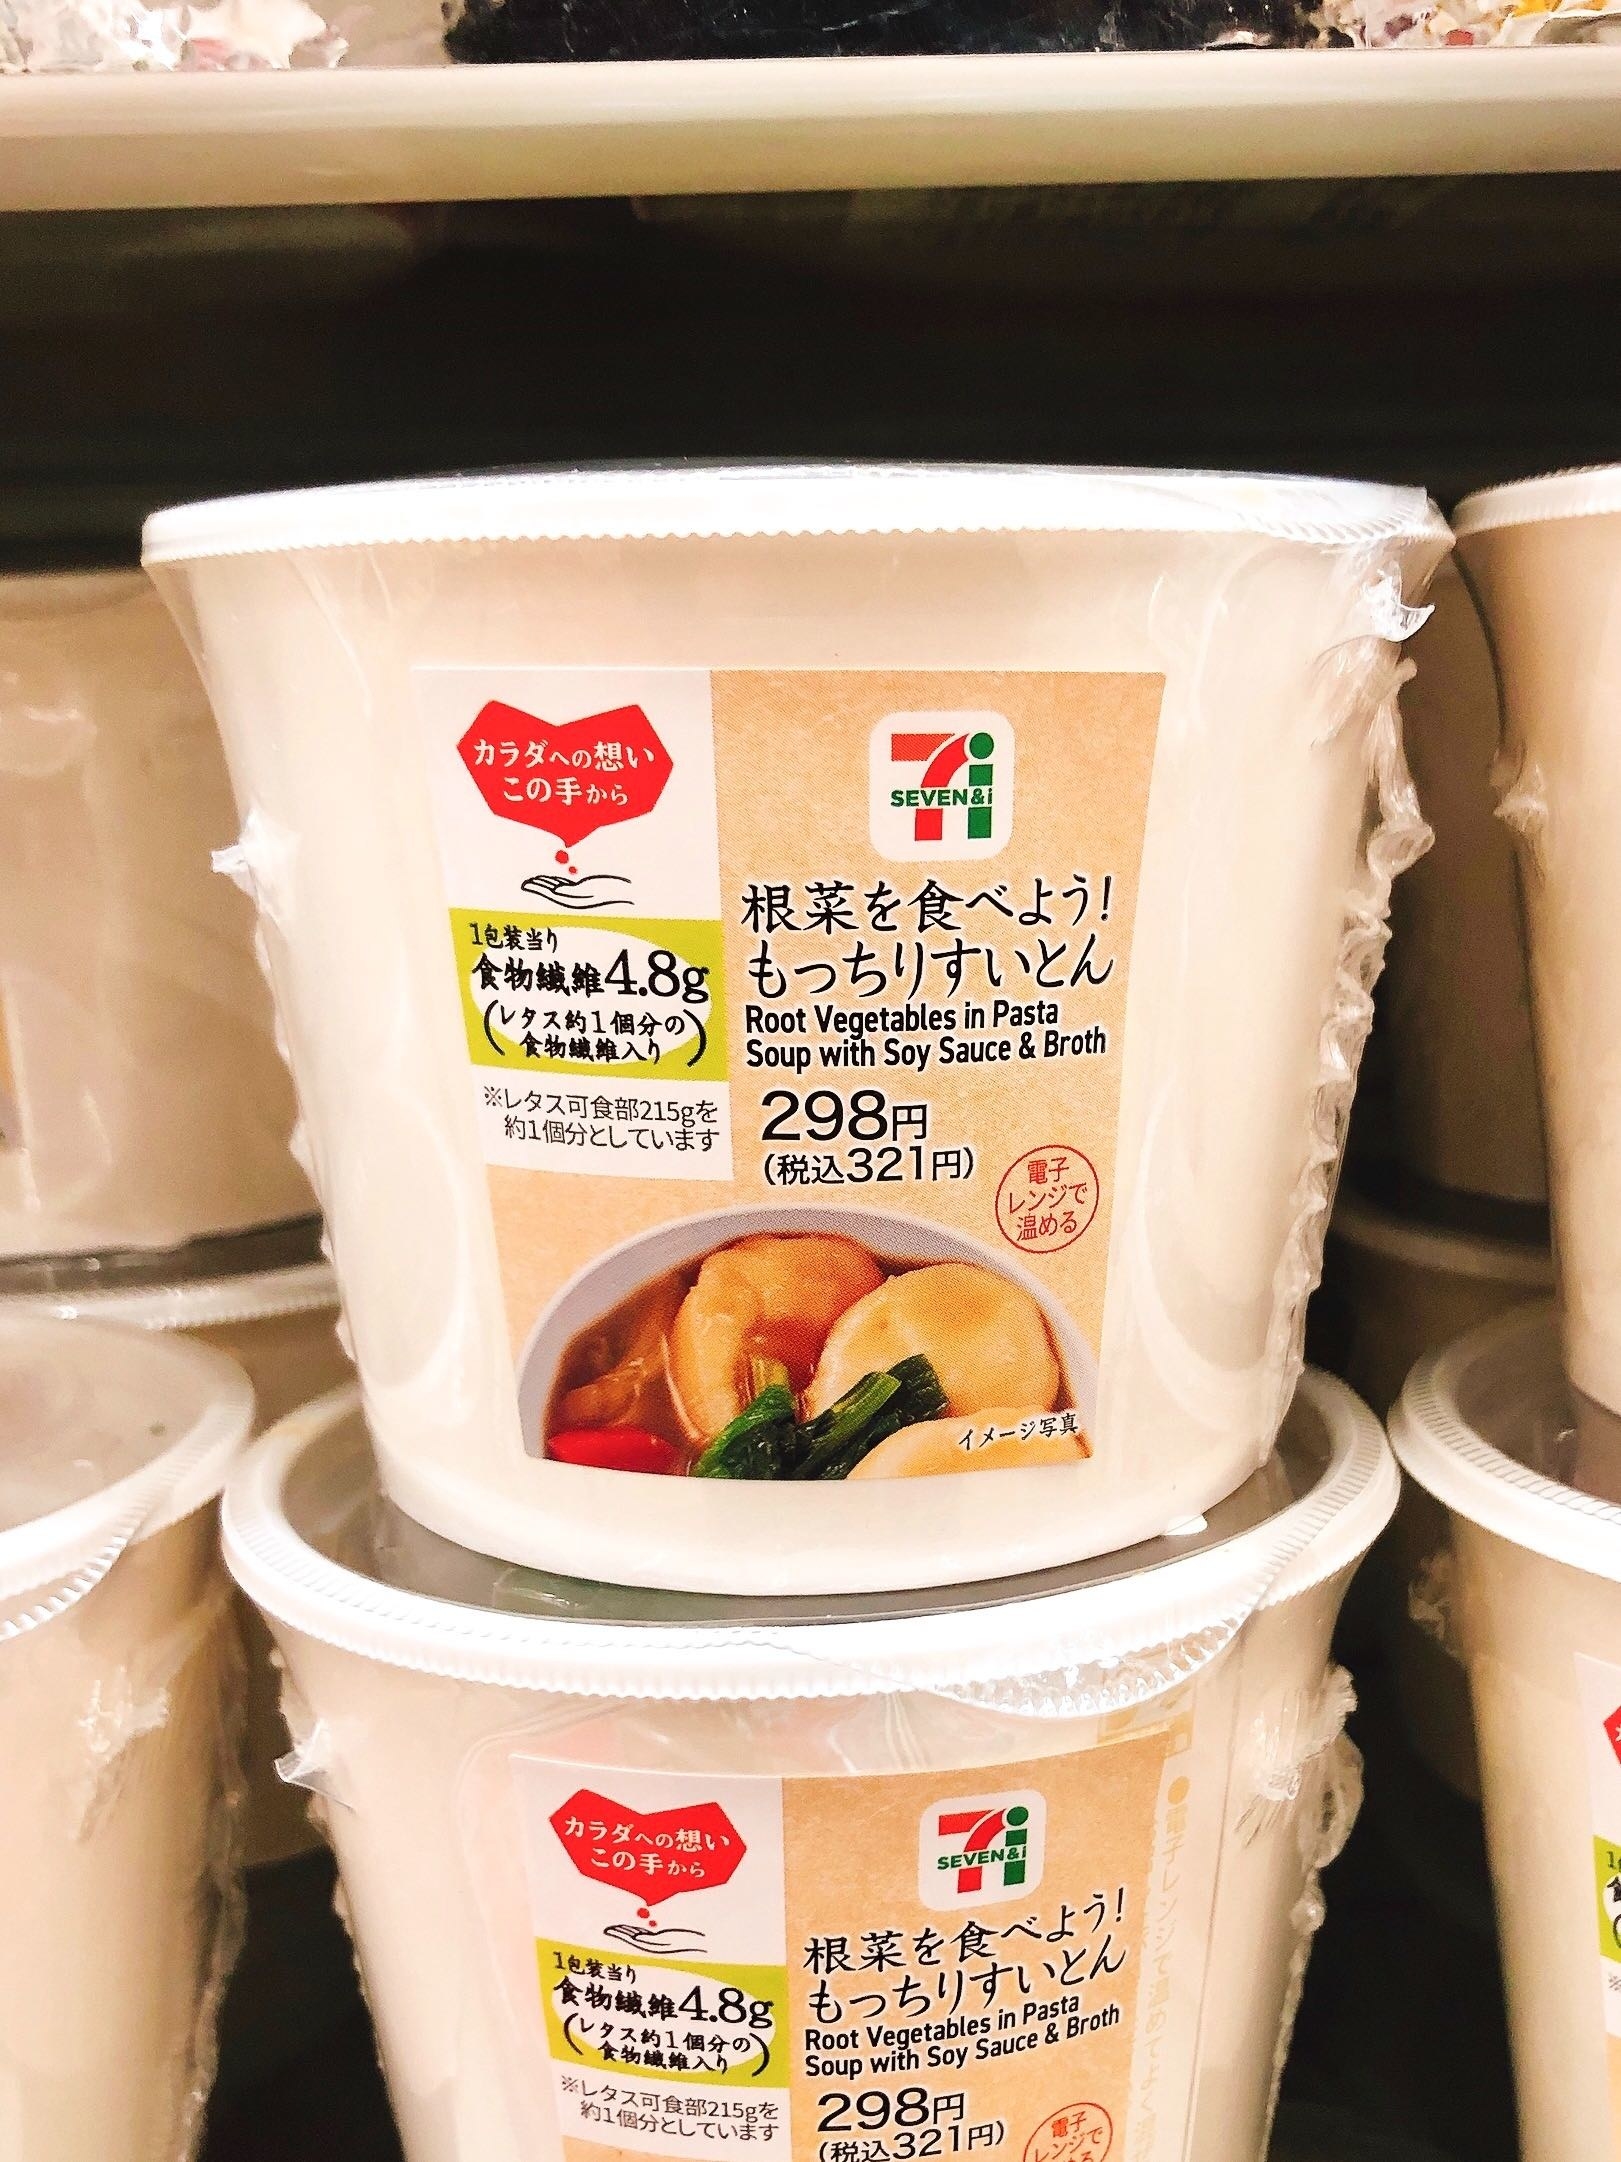 カラダへの想い
この手から
1包装当り
食物繊維4.8g
(レタス約1個分の
食物繊維入り)
※レタス可食部215gを
約1個分としています
SEVEN&i
根菜を食べよう!
もっちりすいとん
Root Vegetables in Pasta
Soup with Soy Sauce & Broth
298円
(税込321円)
電子
レンジで
温める
イメージ写真
カラダへの想い
この手から
1包装当り
食物繊維4.8g
(レタス約1個分の
食物繊維入り)
※レタス可食部215gを
約1個分としています
SEVEN&i
根菜を食べよう!
もっちりすいとん
Root Vegetables in Pasta
Soup with Soy Sauce & Broth
298円
(税込321円)
電子
レンジで